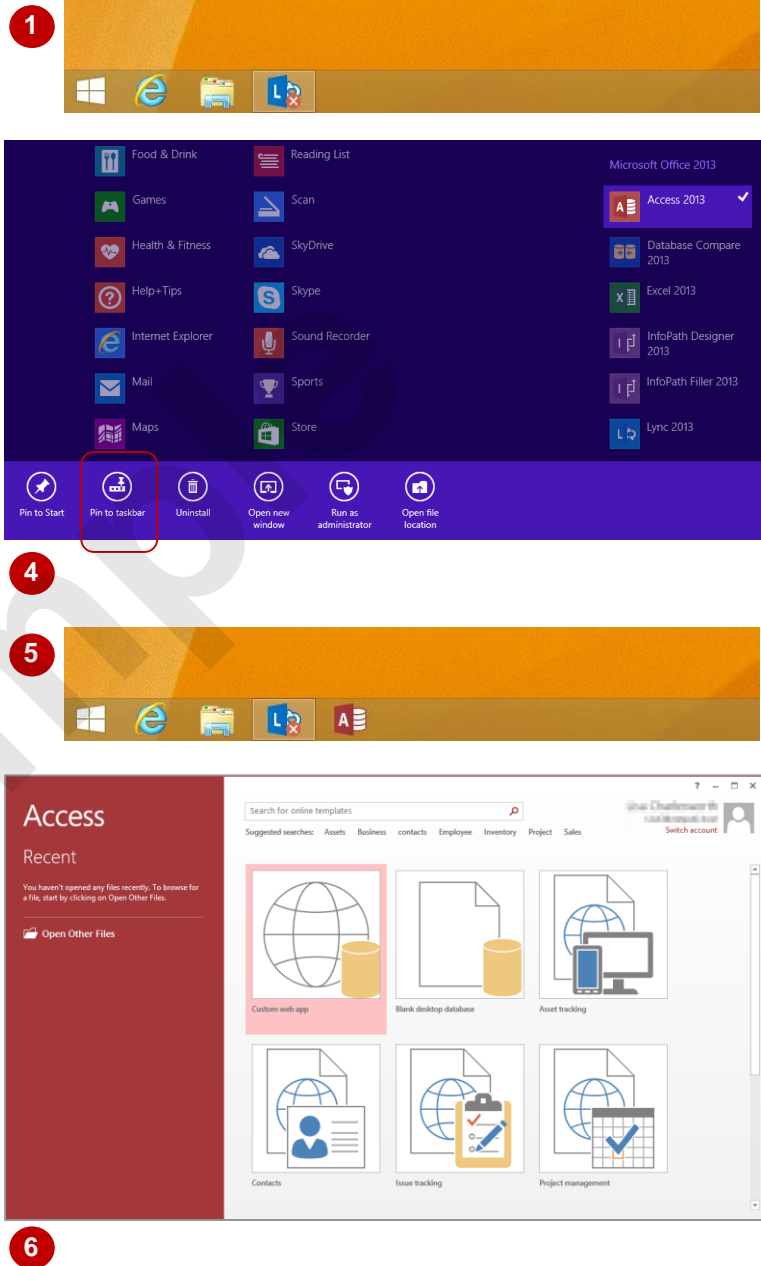 1
Food & Drink
Reading List
Microsoft Office 2013
Games
Scan
Access 2013
Health & Fitness
SkyDrive
Database Compare
2013
Help+Tips
Skype
Excel 2013
Internet Explorer
Sound Recorder
InfoPath Designer
2013
Mail
Sports
InfoPath Filler 2013
Maps
Store
Lync 2013
Pin to Start
Pin to taskbar
Uninstall
Open new
window
Run as
administrator
Open file
location
4
5
Access
Search for online templates
Suggested searches: Assets Business contacts Employee Inventory Project Sales
Switch account
Recent
You haven't opened any files recently. To browse for
a file, start by clicking on Open Other Files.
Open Other Files
Custom web app
Blank desktop database
Asset tracking
Contacts
Issue tracking
Project management
6